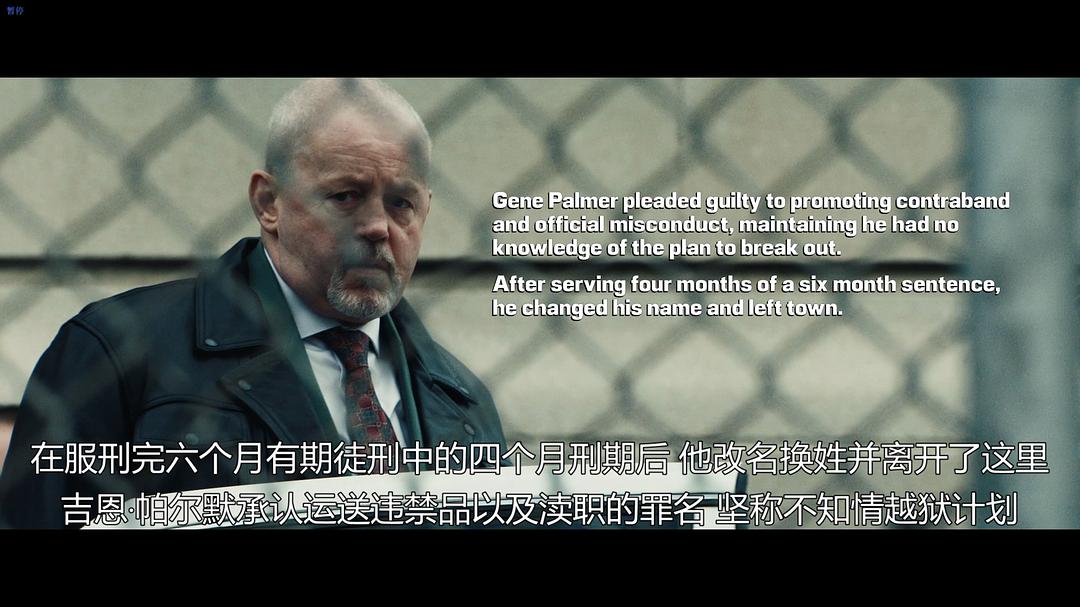 暂停
Gene Palmer pleaded guilty to promoting contraband
and official misconduct, maintaining he had no
knowledge of the plan to break out.
After serving four months of a six month sentence,
he changed his name and left town.
在服刑完六个月有期徒刑中的四个月刑期后 他改名换姓并离开了这里
吉恩·帕尔默承认运送违禁品以及渎职的罪名 坚称不知情越狱计划